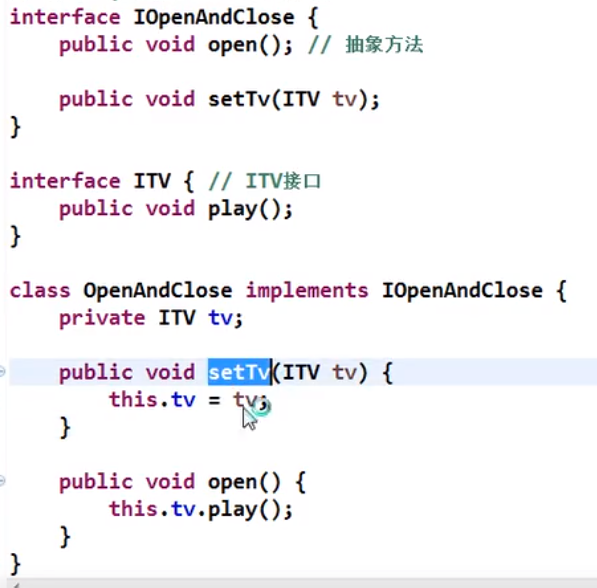 interface IOpenAndClose {
public void open(); // 抽象方法
public void setTv(ITV tv);
}
interface ITV { // ITV接口
public void play();
}
class OpenAndClose implements IOpenAndClose {
private ITV tv;
public void setTv(ITV tv) {
this.tv = tv;
}
public void open() {
this.tv.play();
}
}